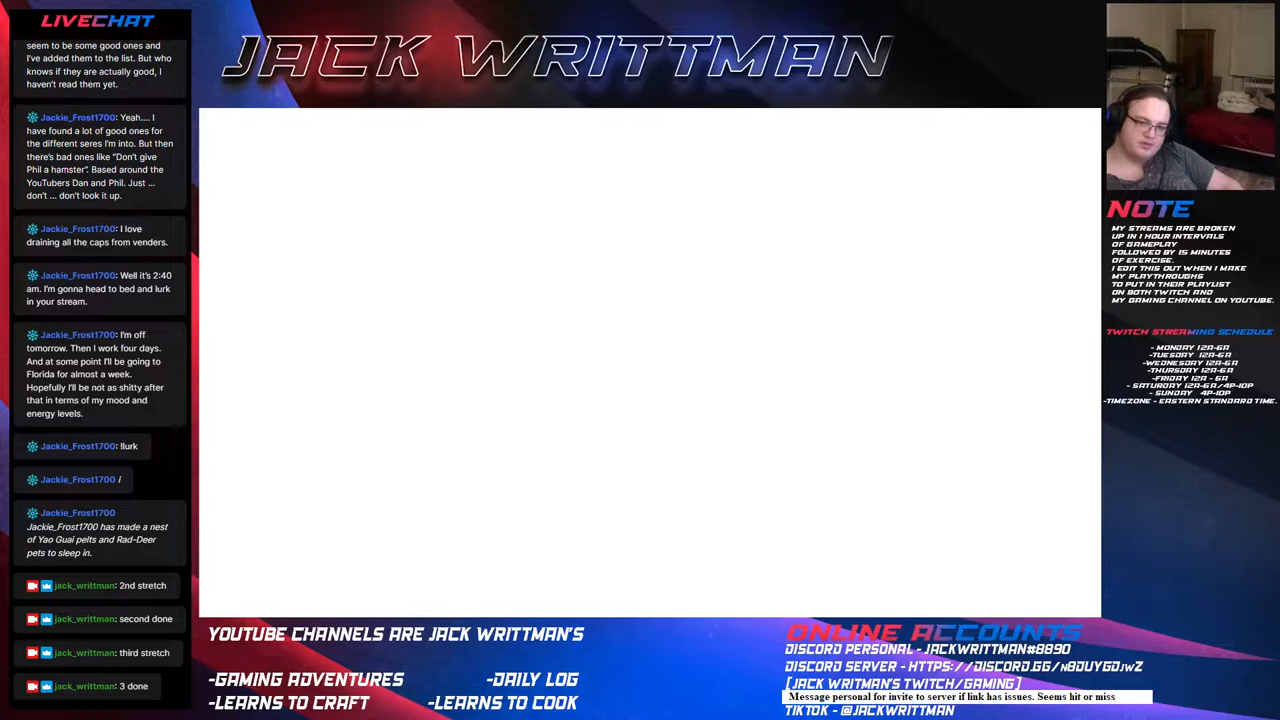 LIVECHAT
seem to be some good ones and
I've added them to the list. But who
knows if they are actually good, I
haven't read them yet.
Jackie_Frost1700: Yeah.... I
have found a lot of good ones for
the different seres I'm into. But then
there's bad ones like "Don't give
Phil a hamster". Based around the
YouTubers Dan and Phil. Just ...
don't ... don't look it up.
Jackie_Frost1700: I love
draining all the caps from venders.
Jackie_Frost1700: Well it's 2:40
am. I'm gonna head to bed and lurk
in your stream.
Jackie_Frost1700: I'm off
tomorrow. Then I work four days.
And at some point I'll be going to
Florida for almost a week.
Hopefully I'll be not as shitty after
that in terms of my mood and
energy levels.
Jackie_Frost1700: !lurk
Jackie_Frost1700 i
Jackie_Frost1700
Jackie_Frost1700 has made a nest
of Yao Guai pelts and Rad-Deer
pets to sleep in.
jack_writtman: 2nd stretch
jack_writtman: second done
jack_writtman: third stretch
jack_writtman: 3 done
JACK WRITTMAN
YOUTUBE CHANNELS ARE JACK WRITTMAN'S
-GAMING ADVENTURES
-DAILY LOG
-LEARNS TO CRAFT
-LEARNS TO COOK
NOTE
MY STREAMS ARE BROKEN
UP IN 1 HOUR INTERVALS
OF GAMEPLAY
FOLLOWED BY 15 MINUTES
OF EXERCISE.
I EDIT THIS OUT WHEN I MAKE
MY PLAYTHROUGHS
TO PUT IN THEIR PLAYLIST
ON BOTH TWITCH AND
MY GAMING CHANNEL ON YOUTUBE.
TWITCH STREAMING SCHEDULE
- MONDAY 12A-6A
-TUESDAY 12A-6A
-WEDNESDAY 12A-6A
-THURSDAY 12A-6A
-FRIDAY 12A - 6A
- SATURDAY 12A-6A/4P-10P
- SUNDAY 4P-10P
-TIMEZONE - EASTERN STANDARD TIME.
ONLINE ACCOUNTS
DISCORD PERSONAL - JACKWRITTMAN#8890
DISCORD SERVER - HTTPS://DISCORD.GG/N8DUYGDJWZ
[JACK WRITMAN'S TWITCH/GAMING]
Message personal for invite to server if link has issues. Seems hit or miss
TIKTOK - @JACKWRITTMAN